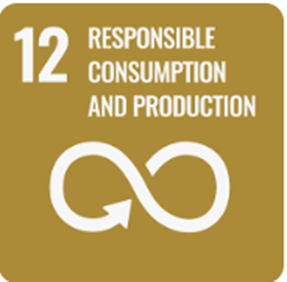 12 RESPONSIBLE
CONSUMPTION
AND PRODUCTION